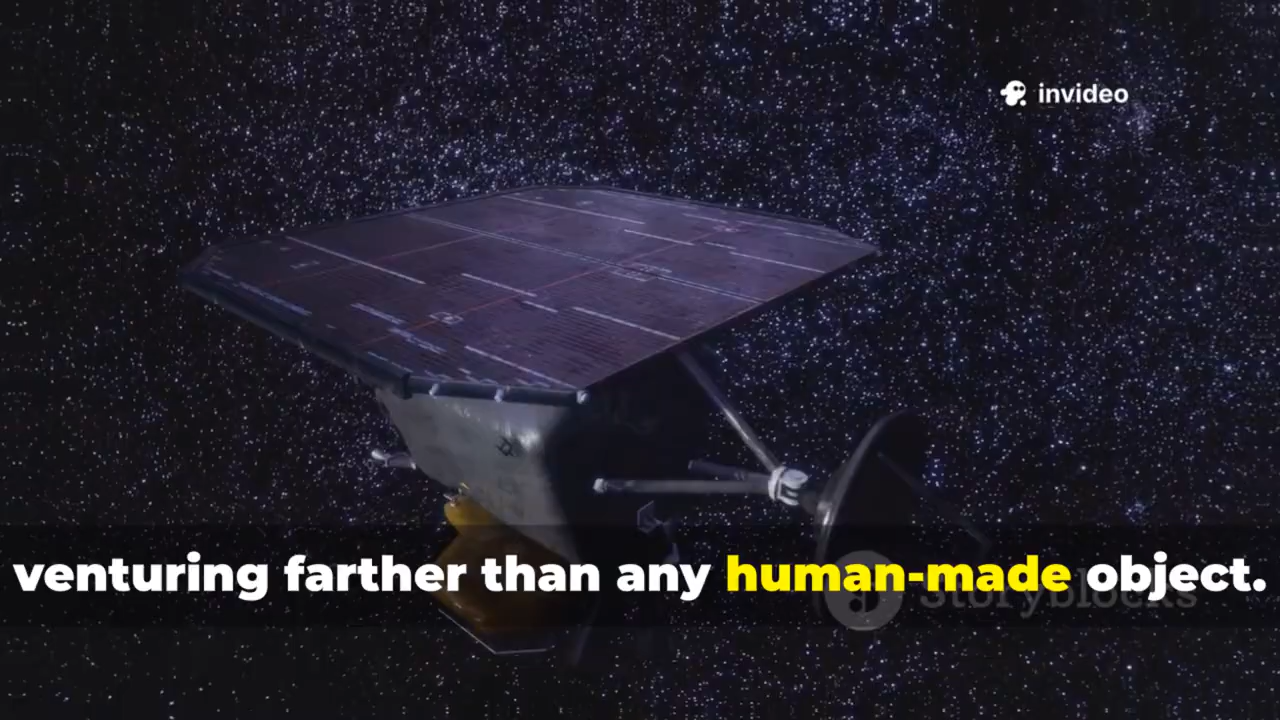 invideo
venturing farther than any human-made object.
Storyblocks